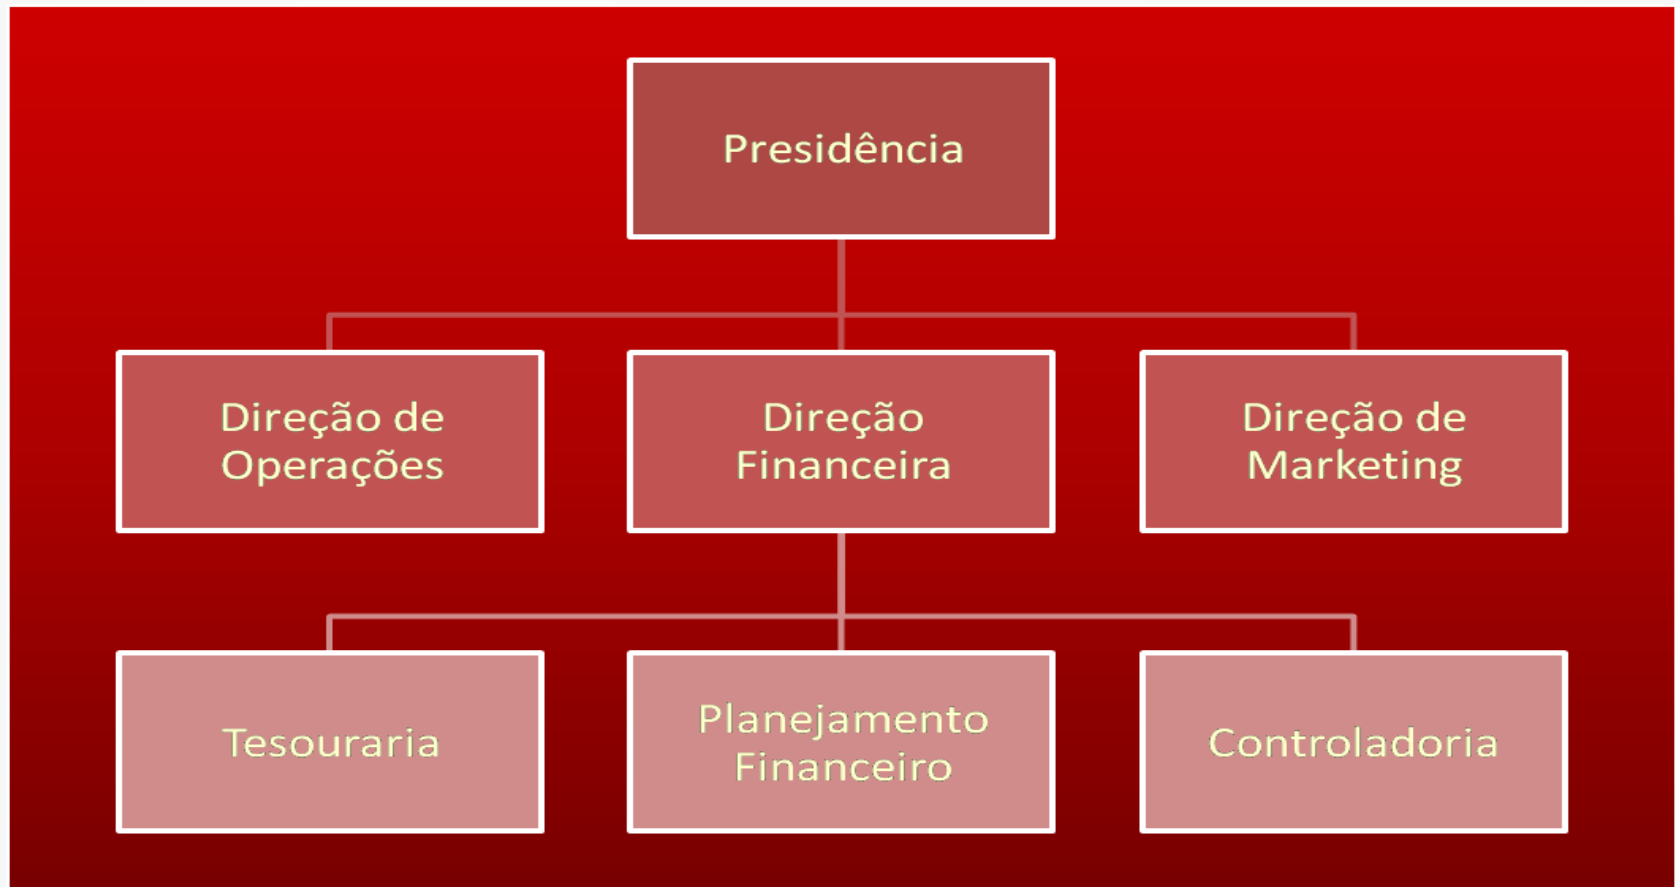 Presidência
Direção de
Operações
Direção
Financeira
Direção de
Marketing
Tesouraria
Planejamento
Financeiro
Controladoria